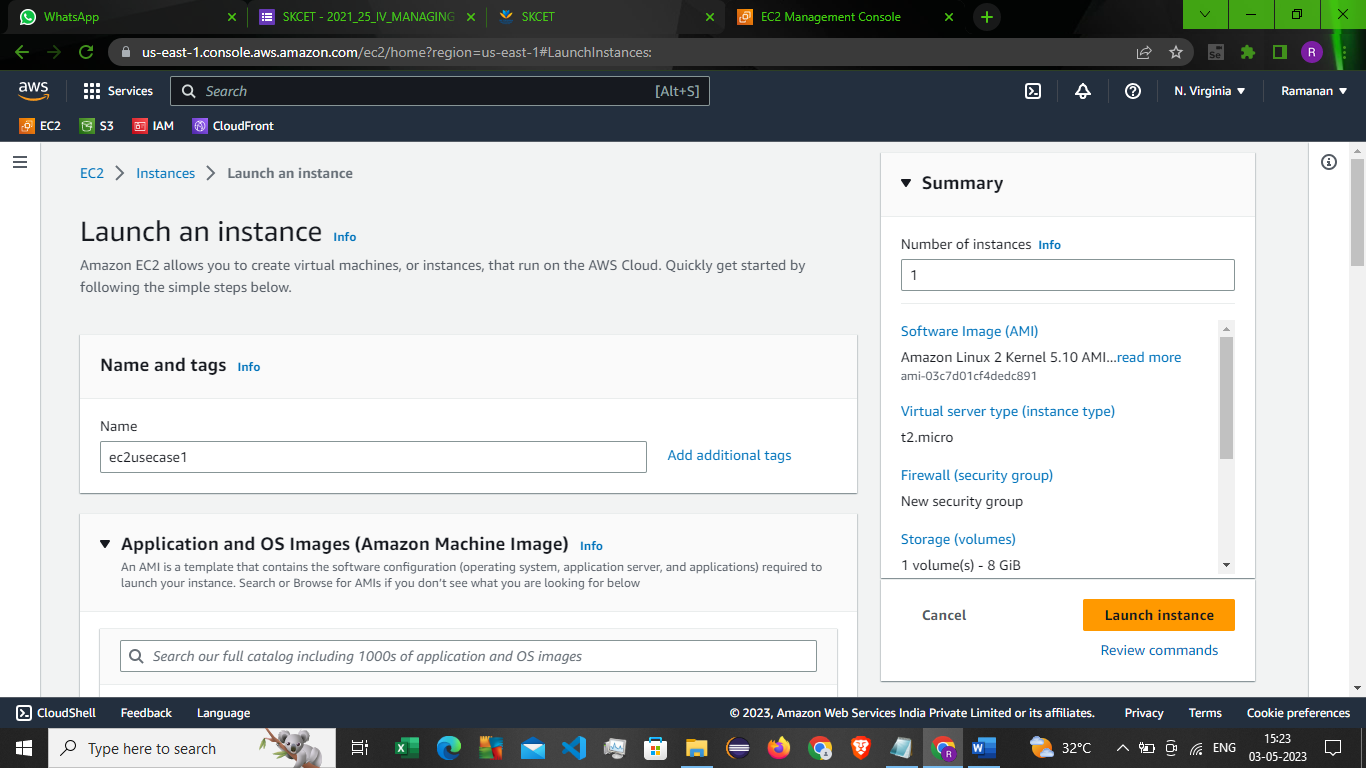 WhatsApp
SKCET - 2021_25_IV_MANAGING
SKCET
EC2 Management Console
us-east-1.console.aws.amazon.com/ec2/home?region=us-east-1#LaunchInstances:
Se
R
aws
Services
Search
[Alt+S]
N. Virginia
Ramanan
EC2
S3
IAM
CloudFront
EC2
Instances
Launch an instance
Launch an instance Info
Amazon EC2 allows you to create virtual machines, or instances, that run on the AWS Cloud. Quickly get started by
following the simple steps below.
Name and tags Info
Name
ec2usecase1
Add additional tags
Application and OS Images (Amazon Machine Image) Info
An AMI is a template that contains the software configuration (operating system, application server, and applications) required to
launch your instance. Search or Browse for AMIs if you don't see what you are looking for below
Search our full catalog including 1000s of application and OS images
Summary
Number of instances Info
1
Software Image (AMI)
Amazon Linux 2 Kernel 5.10 AMI...read more
ami-03c7d01cf4dedc891
Virtual server type (instance type)
t2.micro
Firewall (security group)
New security group
Storage (volumes)
1 volume(s) - 8 GiB
Cancel
Launch instance
Review commands
CloudShell
Feedback
Language
© 2023, Amazon Web Services India Private Limited or its affiliates.
Privacy
Terms
Cookie preferences
Type here to search
32°C
ENG
15:23
03-05-2023